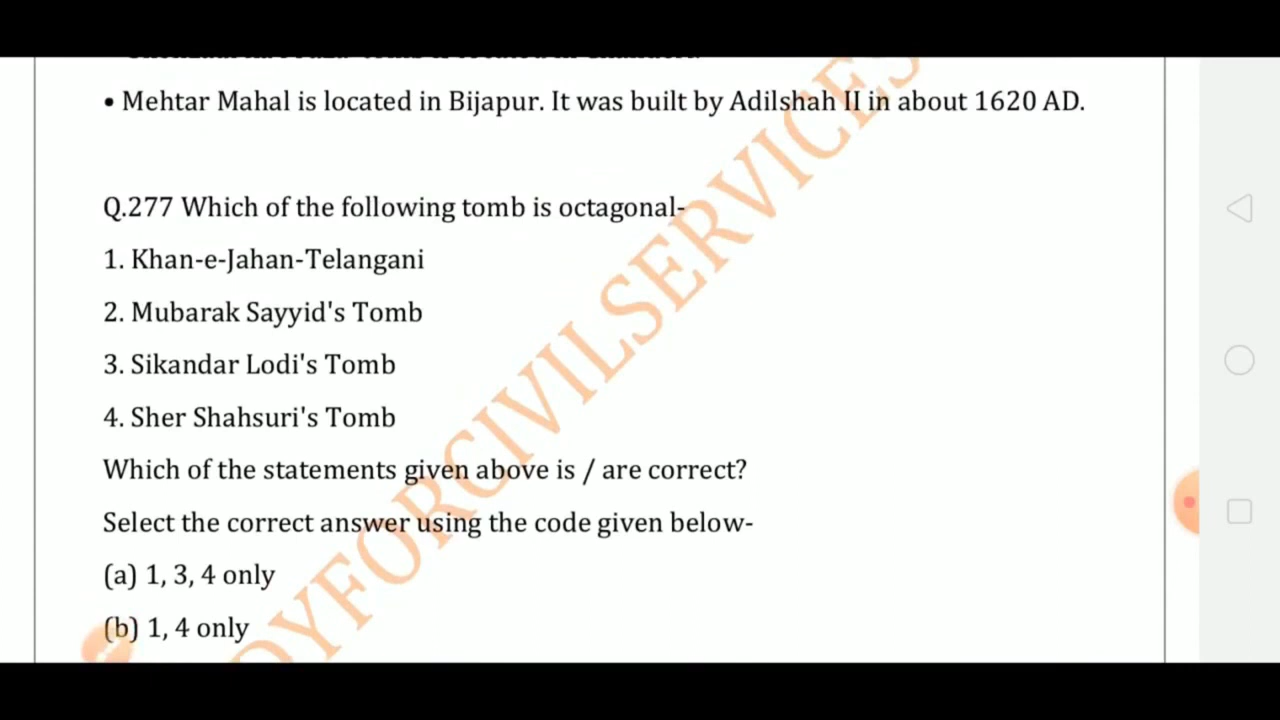 • Mehtar Mahal is located in Bijapur. It was built by Adilshah II in about 1620 AD.
Q.277 Which of the following tomb is octagonal-
1. Khan-e-Jahan-Telangani
2. Mubarak Sayyid's Tomb
3. Sikandar Lodi's Tomb
4. Sher Shahsuri's Tomb
Which of the statements given above is / are correct?
Select the correct answer using the code given below-
(a) 1, 3, 4 only
(b) 1, 4 only
DYFORCIVILSERVICES